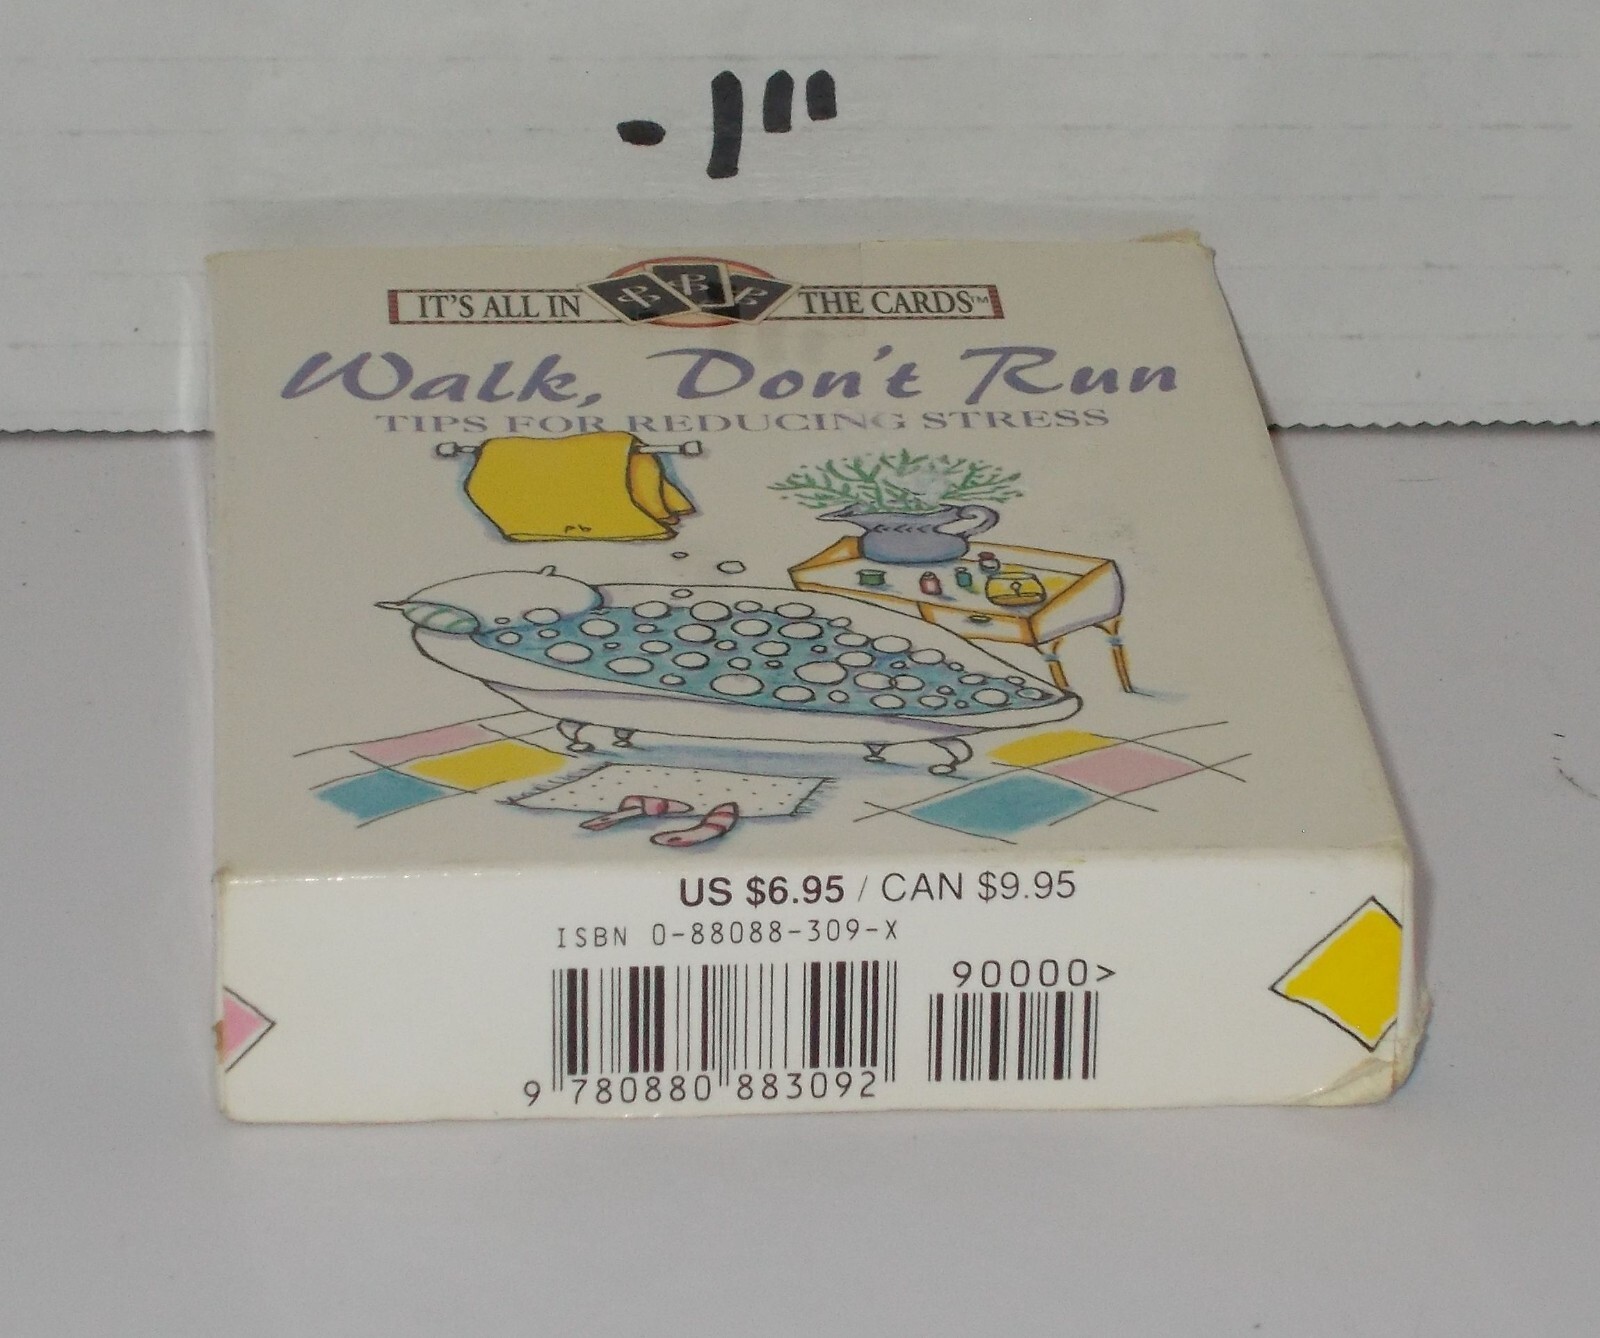 -1"
IT'S ALL IN THE CARDS™
Walk, Don't Run
TIPS FOR REDUCING STRESS
pb
US $6.95 / CAN $9.95
ISBN 0-88088-309-X
90000>
9 780880 883092